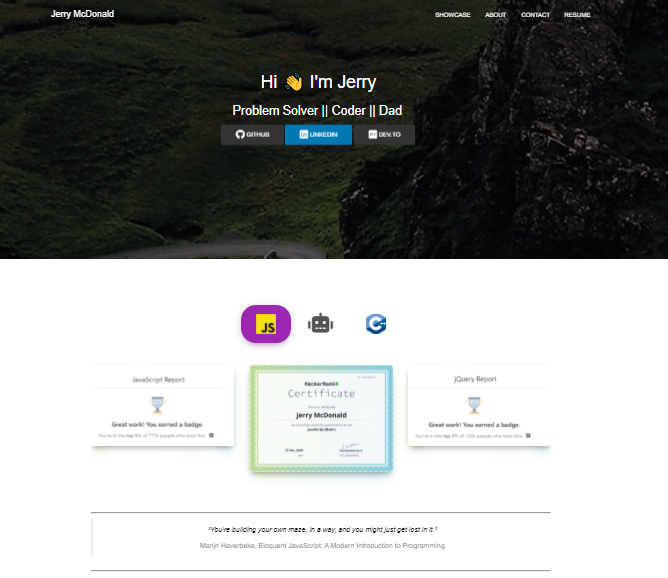 Jerry McDonald
SHOWCASE ABOUT CONTACT RESUME
Hi 👋 I'm Jerry
Problem Solver || Coder || Dad
GITHUB LINKEDIN DEV.TO
JS
C++
JavaScript Report
Great work! You earned a badge.
You're in the top 5% of people who took this.
HackerRank
Certificate
Jerry McDonald
JavaScript (Basic)
jQuery Report
Great work! You earned a badge.
You're in the top 5% of people who took this.
"You're building your own maze, in a way, and you might just get lost in it."
Marijn Haverbeke, Eloquent JavaScript: A Modern Introduction to Programming